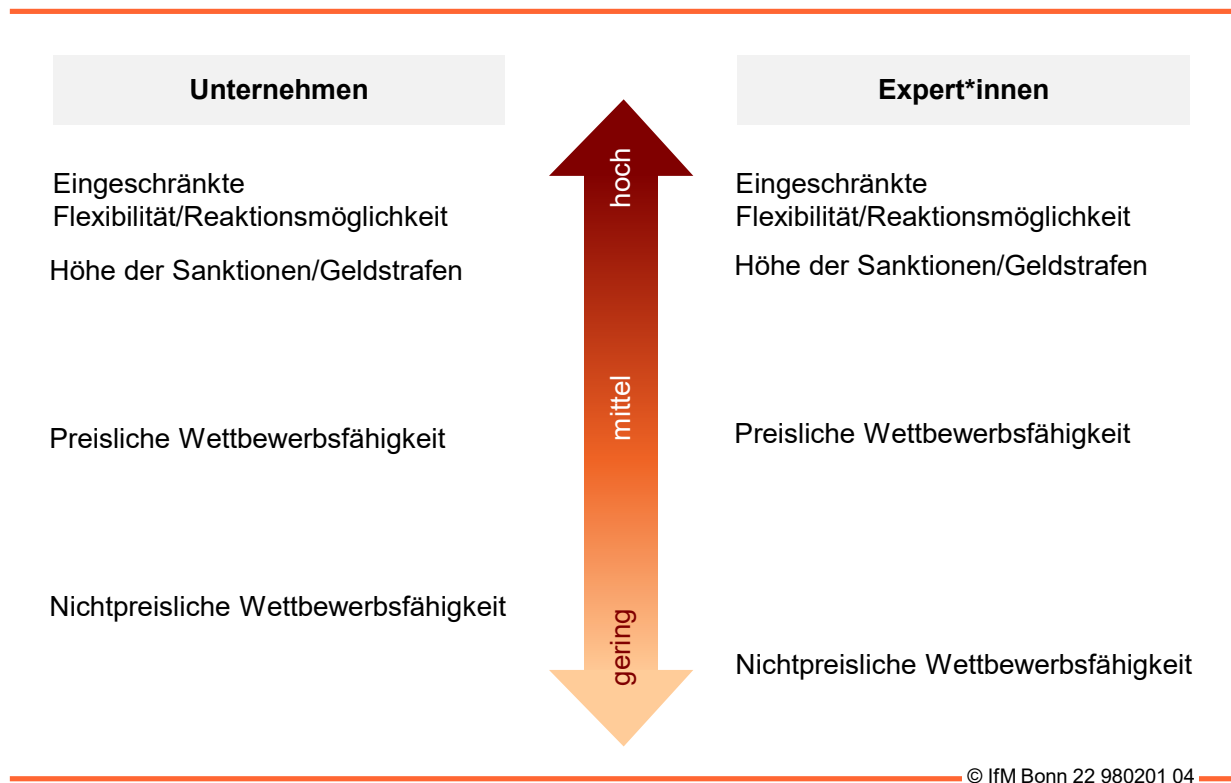 Unternehmen
Eingeschränkte
Flexibilität/Reaktionsmöglichkeit
Höhe der Sanktionen/Geldstrafen
Preisliche Wettbewerbsfähigkeit
Nichtpreisliche Wettbewerbsfähigkeit
hoch
mittel
gering
Expert*innen
Eingeschränkte
Flexibilität/Reaktionsmöglichkeit
Höhe der Sanktionen/Geldstrafen
Preisliche Wettbewerbsfähigkeit
Nichtpreisliche Wettbewerbsfähigkeit
© IfM Bonn 22 980201 04